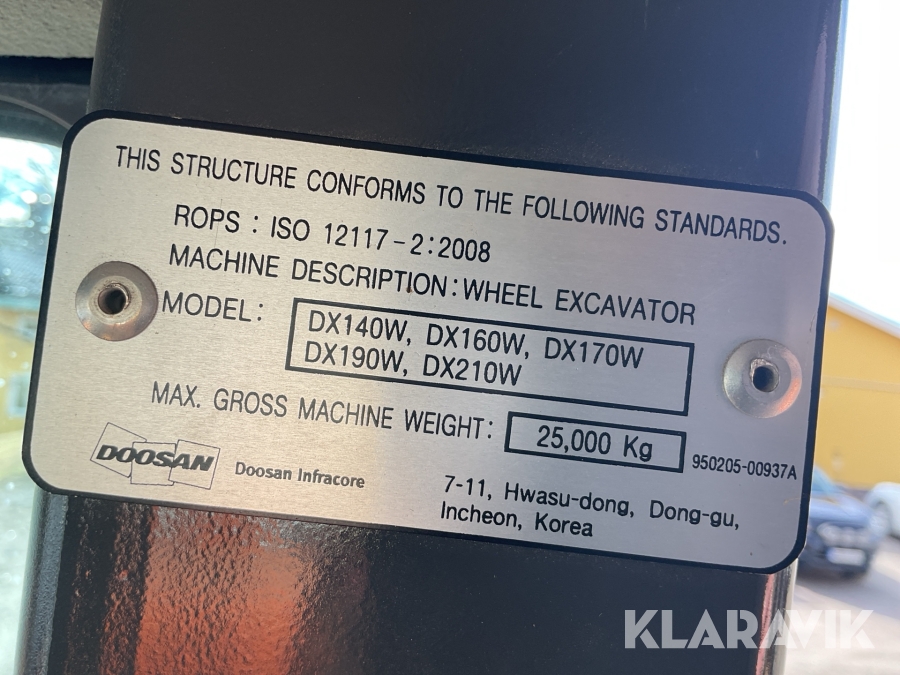 THIS STRUCTURE CONFORMS TO THE FOLLOWING STANDARDS.
ROPS : ISO 12117-2:2008
MACHINE DESCRIPTION:WHEEL EXCAVATOR
MODEL: DX140W, DX160W, DX170W
DX190W, DX210W
MAX. GROSS MACHINE WEIGHT: 25,000 Kg
950205-00937A
DOOSAN Doosan Infracore
7-11, Hwasu-dong, Dong-gu,
Incheon, Korea
KLARAVIK